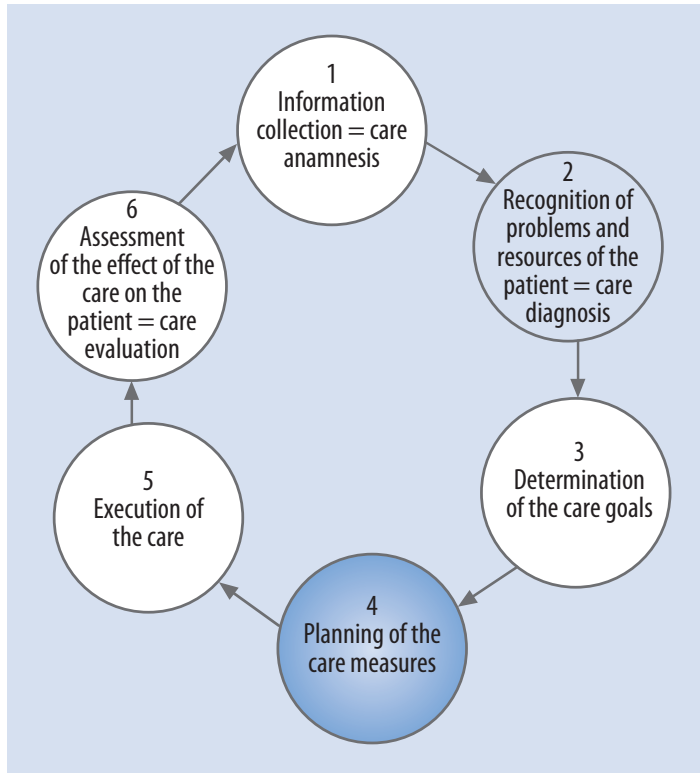 1
Information
collection = care
anamnesis
2
Recognition of
problems and
resources of the
patient = care
diagnosis
3
Determination
of the care goals
4
Planning of the
care measures
5
Execution of
the care
6
Assessment
of the effect of the
care on the
patient = care
evaluation